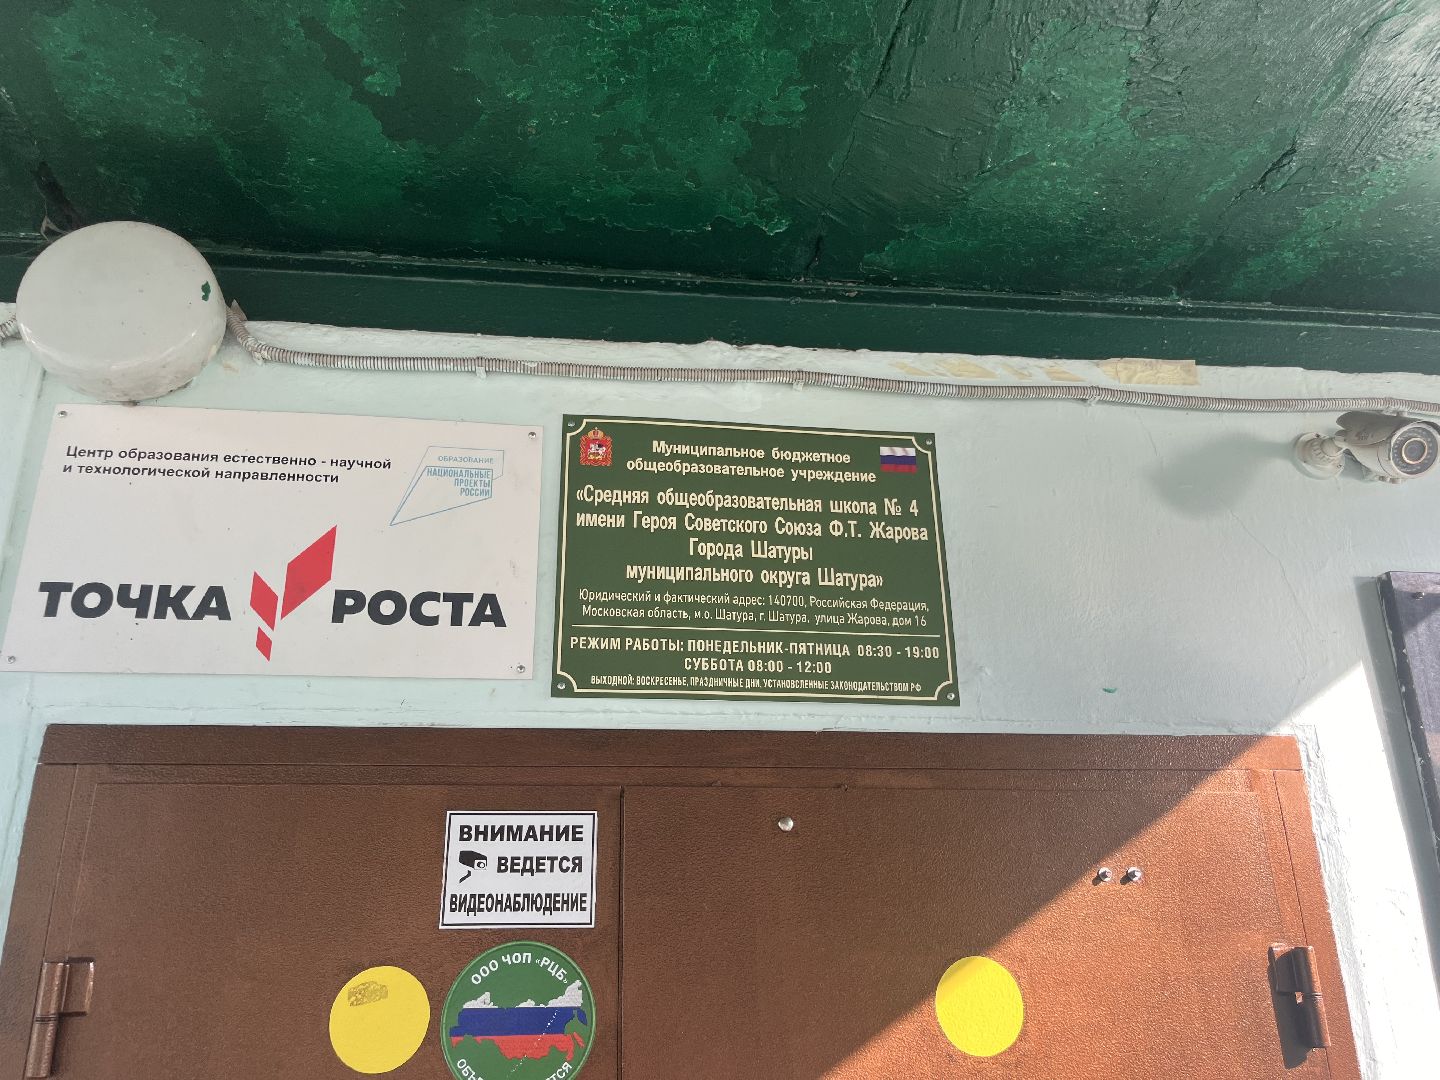 Центр образования естественно - научной
и технологической направленности
ОБРАЗОВАНИЕ
НАЦИОНАЛЬНЫЕ
ПРОЕКТЫ
РОССИИ
ТОЧКА РОСТА
Муниципальное бюджетное
общеобразовательное учреждение
«Средняя общеобразовательная школа № 4
имени Героя Советского Союза Ф.Т. Жарова
Города Шатуры
муниципального округа Шатура»
Юридический и фактический адрес: 140700, Российская Федерация,
Московская область, м.о. Шатура, г. Шатура, улица Жарова, дом 16
РЕЖИМ РАБОТЫ: ПОНЕДЕЛЬНИК-ПЯТНИЦА 08:30 - 19:00
СУББОТА 08:00 - 12:00
ВЫХОДНОЙ: ВОСКРЕСЕНЬЕ, ПРАЗДНИЧНЫЕ ДНИ, УСТАНОВЛЕННЫЕ ЗАКОНОДАТЕЛЬСТВОМ РФ
ВНИМАНИЕ
ВЕДЕТСЯ
ВИДЕОНАБЛЮДЕНИЕ
ООО ЧОП "РЦБ"